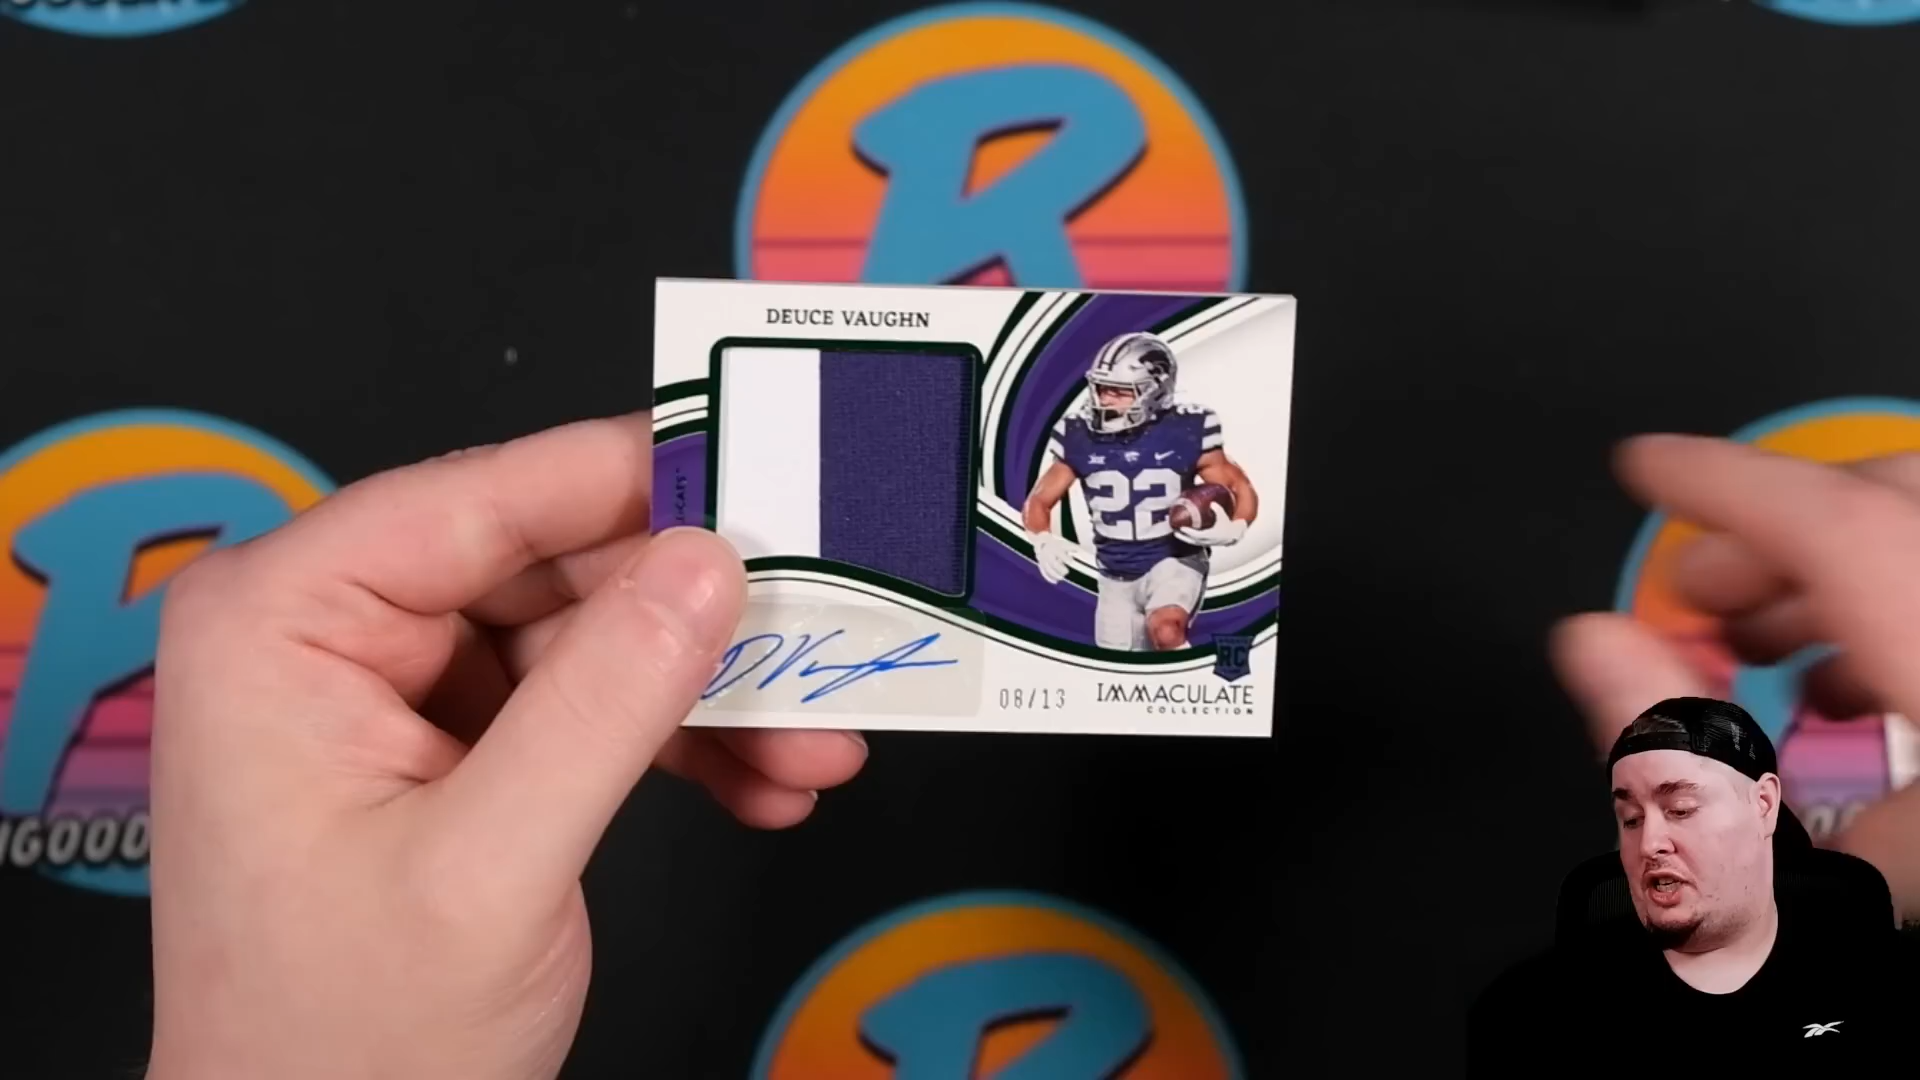 DEUCE VAUGHN
22
RC
08/13
IMMACULATE
COLLECTION